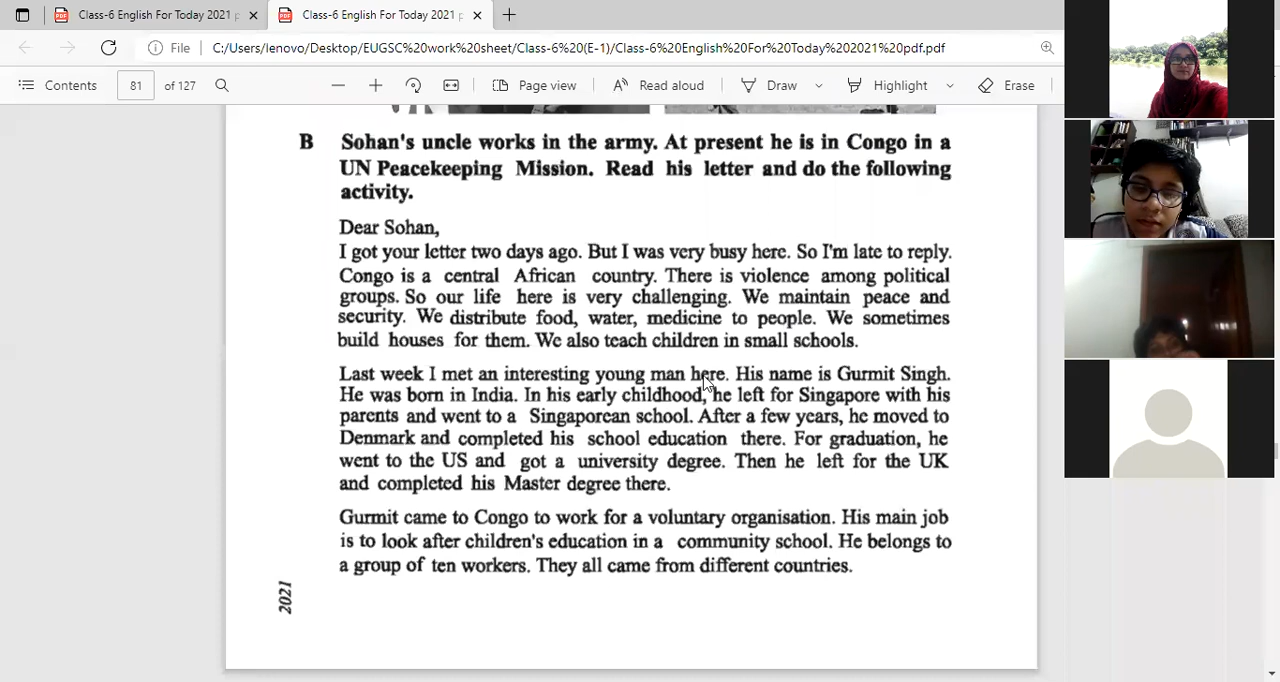 Class-6 English For Today 2021 p
Class-6 English For Today 2021 p
File
C:/Users/lenovo/Desktop/EUGSC%20work%20sheet/Class-6%20(E-1)/Class-6%20English%20For%20Today%202021%20pdf.pdf
Contents
81 of 127
Page view
Read aloud
Draw
Highlight
Erase
B Sohan's uncle works in the army. At present he is in Congo in a
UN Peacekeeping Mission. Read his letter and do the following
activity.
Dear Sohan,
I got your letter two days ago. But I was very busy here. So I'm late to reply.
Congo is a central African country. There is violence among political
groups. So our life here is very challenging. We maintain peace and
security. We distribute food, water, medicine to people. We sometimes
build houses for them. We also teach children in small schools.
Last week I met an interesting young man here. His name is Gurmit Singh.
He was born in India. In his early childhood, he left for Singapore with his
parents and went to a Singaporean school. After a few years, he moved to
Denmark and completed his school education there. For graduation, he
went to the US and got a university degree. Then he left for the UK
and completed his Master degree there.
Gurmit came to Congo to work for a voluntary organisation. His main job
is to look after children's education in a community school. He belongs to
a group of ten workers. They all came from different countries.
2021